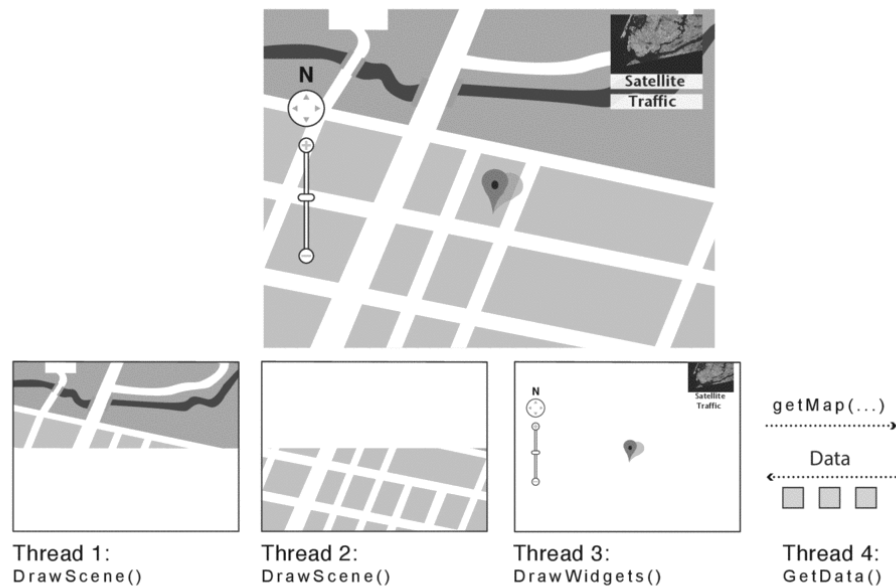 N
Satellite
Traffic
N
Satellite
Traffic
getMap(...)
Data
Thread 1:
DrawScene()
Thread 2:
DrawScene()
Thread 3:
DrawWidgets()
Thread 4:
GetData()